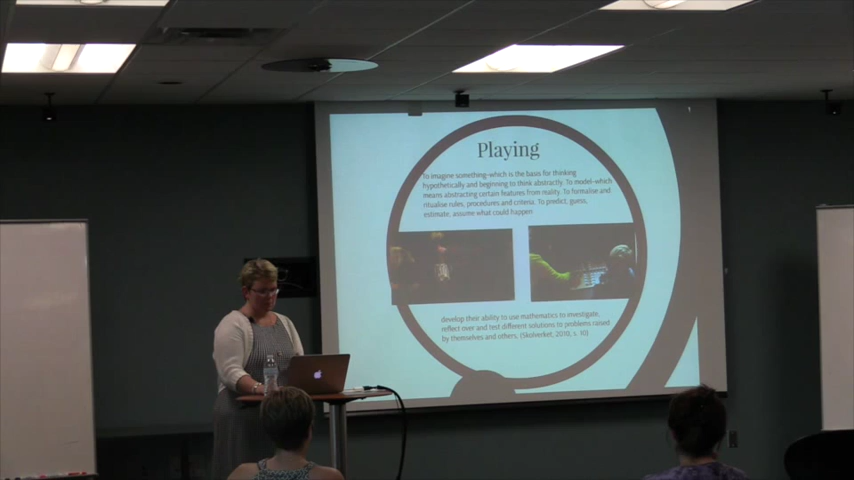 Playing
To imagine something-which is the basis for thinking
hypothetically and beginning to think abstractly. To model-which
means abstracting certain features from reality. To formalise and
ritualise rules, procedures and criteria. To predict, guess,
estimate, assume what could happen
develop their ability to use mathematics to investigate,
reflect over and test different solutions to problems raised
by themselves and others. (Skolverket, 2010, s. 10)